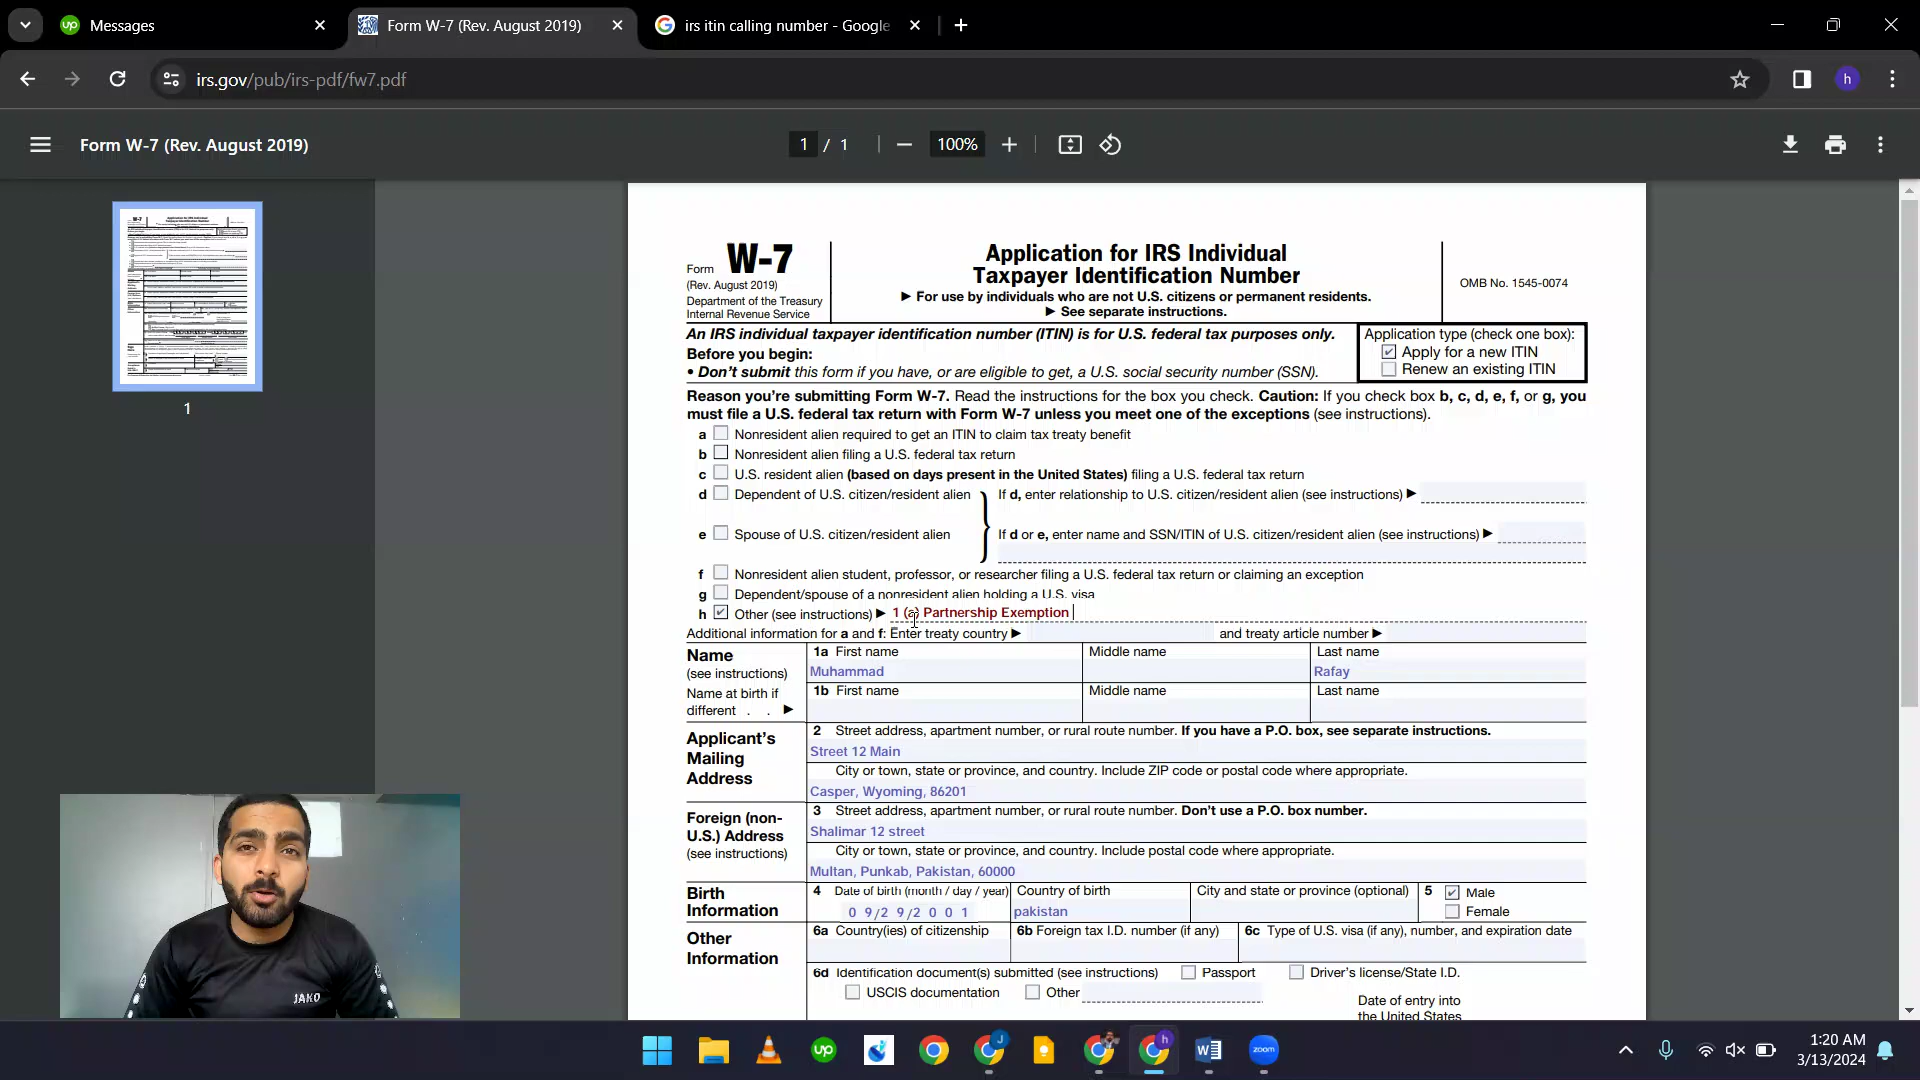 Messages
Form W-7 (Rev. August 2019)
irs itin calling number - Google
irs.gov/pub/irs-pdf/fw7.pdf
h
Form W-7 (Rev. August 2019)
1 / 1
100%
1
Form W-7
(Rev. August 2019)
Department of the Treasury
Internal Revenue Service
Application for IRS Individual
Taxpayer Identification Number
► For use by individuals who are not U.S. citizens or permanent residents.
► See separate instructions.
OMB No. 1545-0074
An IRS individual taxpayer identification number (ITIN) is for U.S. federal tax purposes only.
Before you begin:
• Don't submit this form if you have, or are eligible to get, a U.S. social security number (SSN).
Application type (check one box):
Apply for a new ITIN
Renew an existing ITIN
Reason you're submitting Form W-7. Read the instructions for the box you check. Caution: If you check box b, c, d, e, f, or g, you
must file a U.S. federal tax return with Form W-7 unless you meet one of the exceptions (see instructions).
a Nonresident alien required to get an ITIN to claim tax treaty benefit
b Nonresident alien filing a U.S. federal tax return
c U.S. resident alien (based on days present in the United States) filing a U.S. federal tax return
d Dependent of U.S. citizen/resident alien
If d, enter relationship to U.S. citizen/resident alien (see instructions) ►
e Spouse of U.S. citizen/resident alien
If d or e, enter name and SSN/ITIN of U.S. citizen/resident alien (see instructions) ►
f Nonresident alien student, professor, or researcher filing a U.S. federal tax return or claiming an exception
g Dependent/spouse of a nonresident alien holding a U.S. visa
h Other (see instructions) ► 1 (a) Partnership Exemption
Additional information for a and f: Enter treaty country ► and treaty article number ►
Name
(see instructions)
1a First name
Middle name
Last name
Muhammad
Rafay
Name at birth if
different . . ►
1b First name
Middle name
Last name
Applicant's
Mailing
Address
2 Street address, apartment number, or rural route number. If you have a P.O. box, see separate instructions.
Street 12 Main
City or town, state or province, and country. Include ZIP code or postal code where appropriate.
Casper, Wyoming, 86201
Foreign (non-
U.S.) Address
(see instructions)
3 Street address, apartment number, or rural route number. Don't use a P.O. box number.
Shalimar 12 street
City or town, state or province, and country. Include postal code where appropriate.
Multan, Punkab, Pakistan, 60000
Birth
Information
4 Date of birth (month / day / year)
Country of birth
City and state or province (optional)
5 Male
Female
0 9/2 9/2 0 0 1
pakistan
Other
Information
6a Country(ies) of citizenship
6b Foreign tax I.D. number (if any)
6c Type of U.S. visa (if any), number, and expiration date
6d Identification document(s) submitted (see instructions) Passport Driver's license/State I.D.
USCIS documentation Other
Date of entry into
the United States
JAKO
up
J
h
W
zoom
1:20 AM
3/13/2024